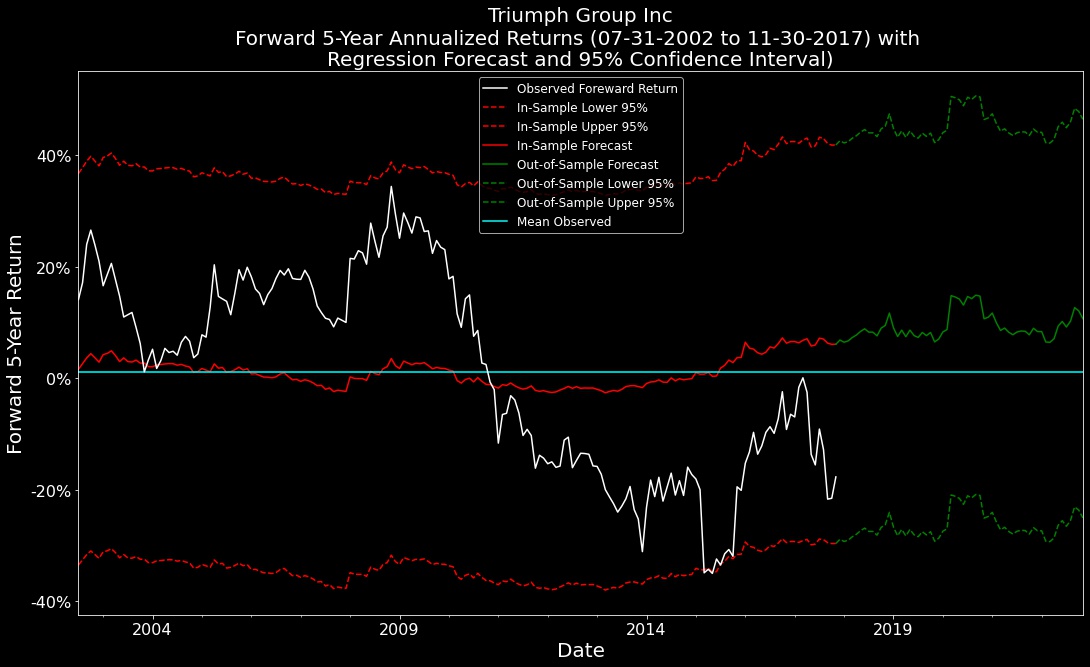 Triumph Group Inc
Forward 5-Year Annualized Returns (07-31-2002 to 11-30-2017) with
Regression Forecast and 95% Confidence Interval)
Observed Foreward Return
In-Sample Lower 95%
In-Sample Upper 95%
In-Sample Forecast
Out-of-Sample Forecast
Out-of-Sample Lower 95%
Out-of-Sample Upper 95%
Mean Observed
Forward 5-Year Return
40%
20%
0%
-20%
-40%
2004
2009
2014
2019
Date